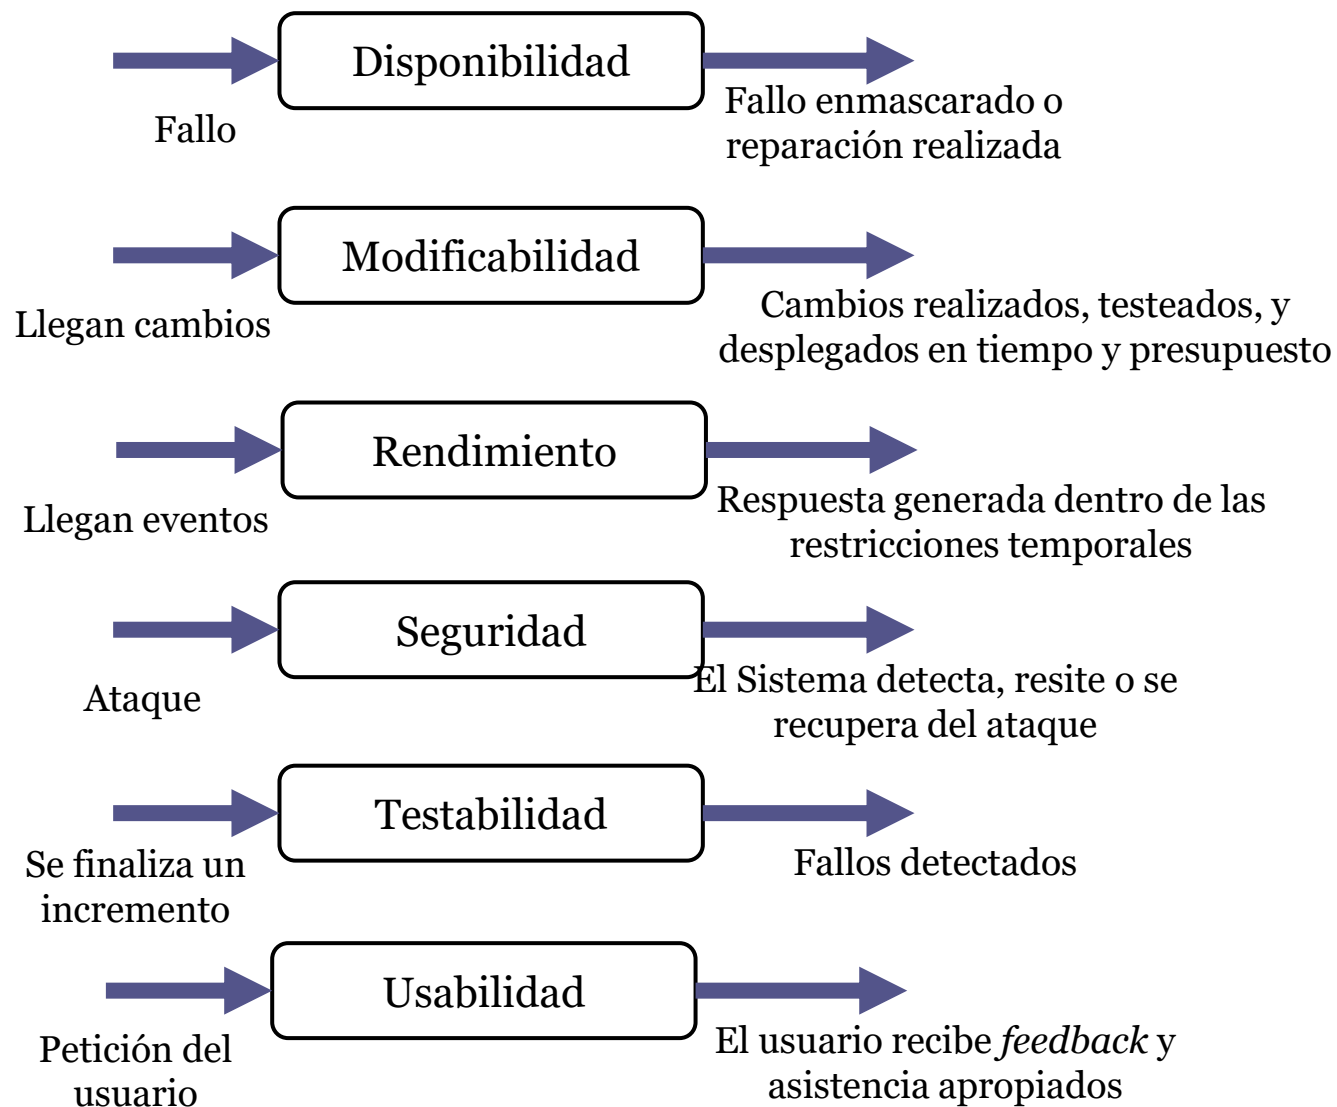 Disponibilidad
Fallo
Fallo enmascarado o
reparación realizada
Modificabilidad
Llegan cambios
Cambios realizados, testeados, y
desplegados en tiempo y presupuesto
Rendimiento
Llegan eventos
Respuesta generada dentro de las
restricciones temporales
Seguridad
Ataque
El Sistema detecta, resite o se
recupera del ataque
Testabilidad
Se finaliza un
incremento
Fallos detectados
Usabilidad
Petición del
usuario
El usuario recibe feedback y
asistencia apropiados